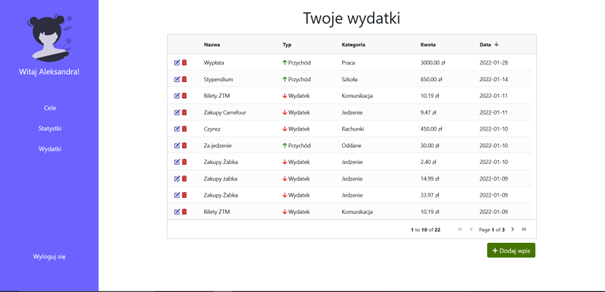 Twoje wydatki
Witaj Aleksandra!
Cele
Statystki
Wydatki
Wyloguj się
Nazwa Typ Kategoria Kwota Data
Wypłata Przychód Praca 3000.00 zł 2022-01-28
Stypendium Przychód Szkoła 850.00 zł 2022-01-14
Bilety ZTM Wydatek Komunikacja 10.19 zł 2022-01-11
Zakupy Carrefour Wydatek Jedzenie 9.47 zł 2022-01-11
Czynsz Wydatek Rachunki 450.00 zł 2022-01-10
Za jedzenie Przychód Oddane 30.00 zł 2022-01-10
Zakupy Żabka Wydatek Jedzenie 2.40 zł 2022-01-10
Zakupy żabka Wydatek Jedzenie 14.99 zł 2022-01-09
Zakupy Żabka Wydatek Jedzenie 33.97 zł 2022-01-09
Bilety ZTM Wydatek Komunikacja 10.19 zł 2022-01-09
1 to 10 of 22 Page 1 of 3
Dodaj wpis